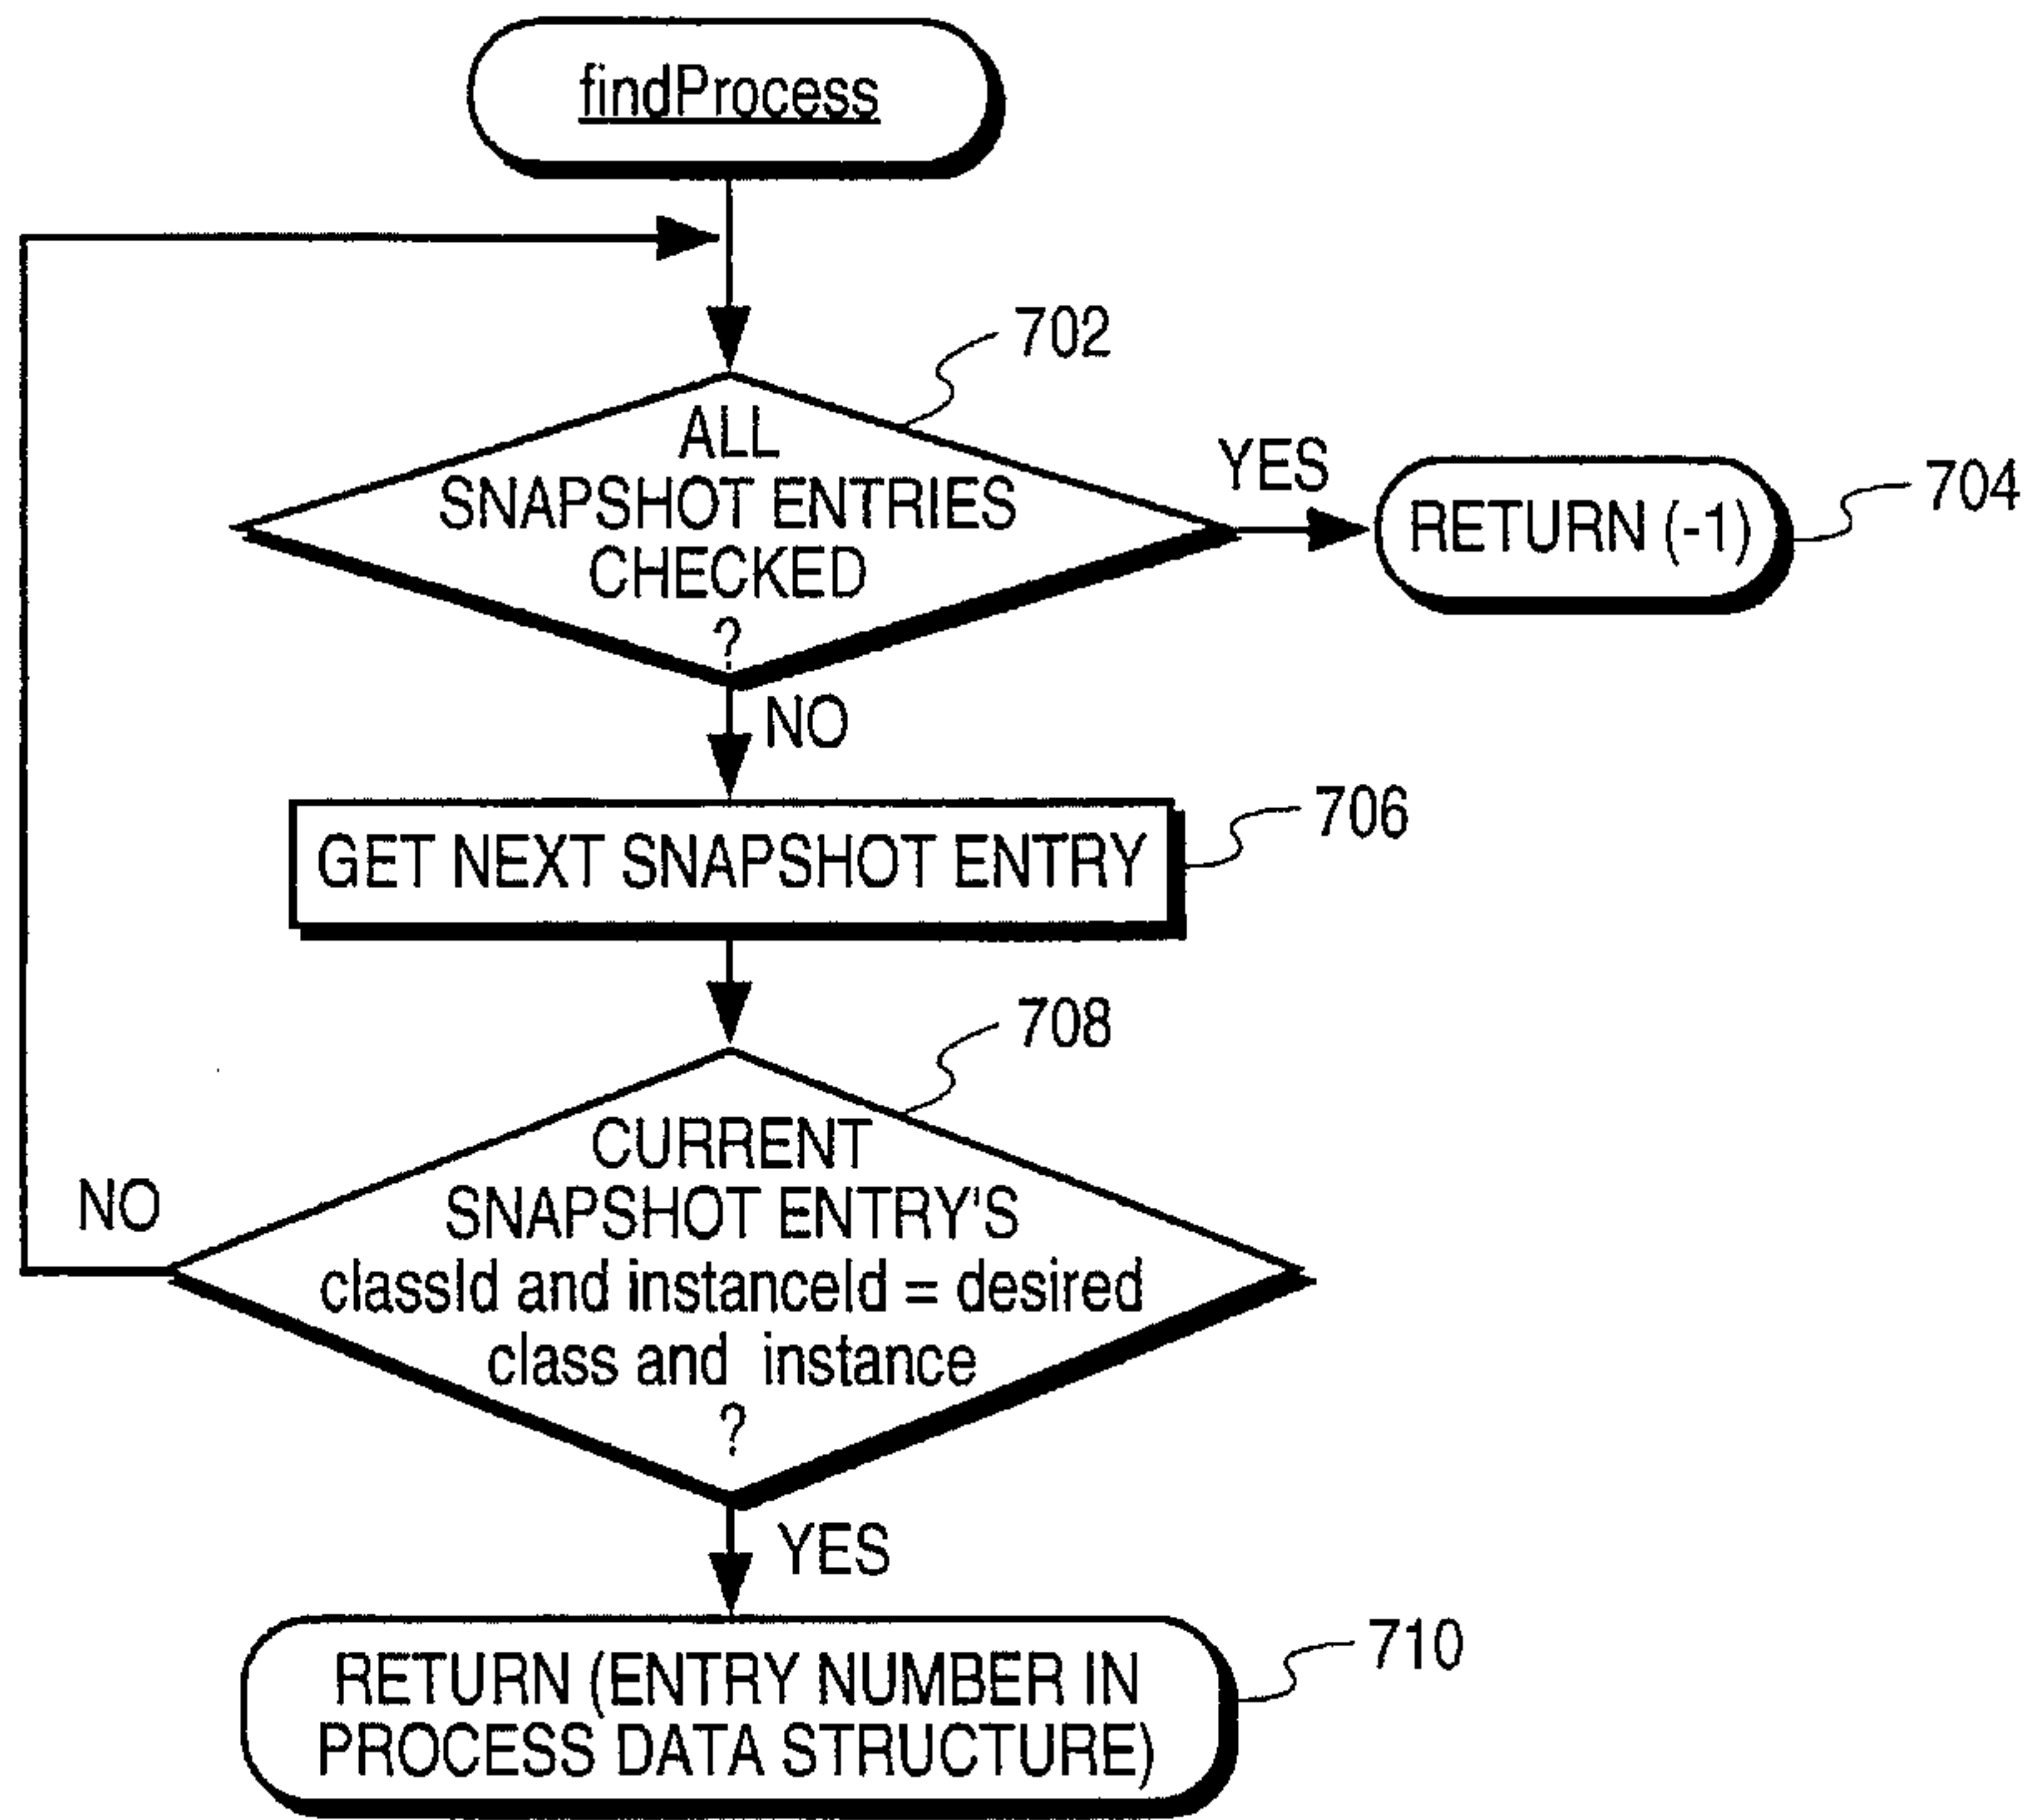 findProcess
702
ALL
SNAPSHOT ENTRIES
CHECKED
?
YES
RETURN (-1)
704
NO
GET NEXT SNAPSHOT ENTRY
706
708
CURRENT
SNAPSHOT ENTRY'S
classId and instanceId = desired
class and instance
?
NO
YES
RETURN (ENTRY NUMBER IN
PROCESS DATA STRUCTURE)
710